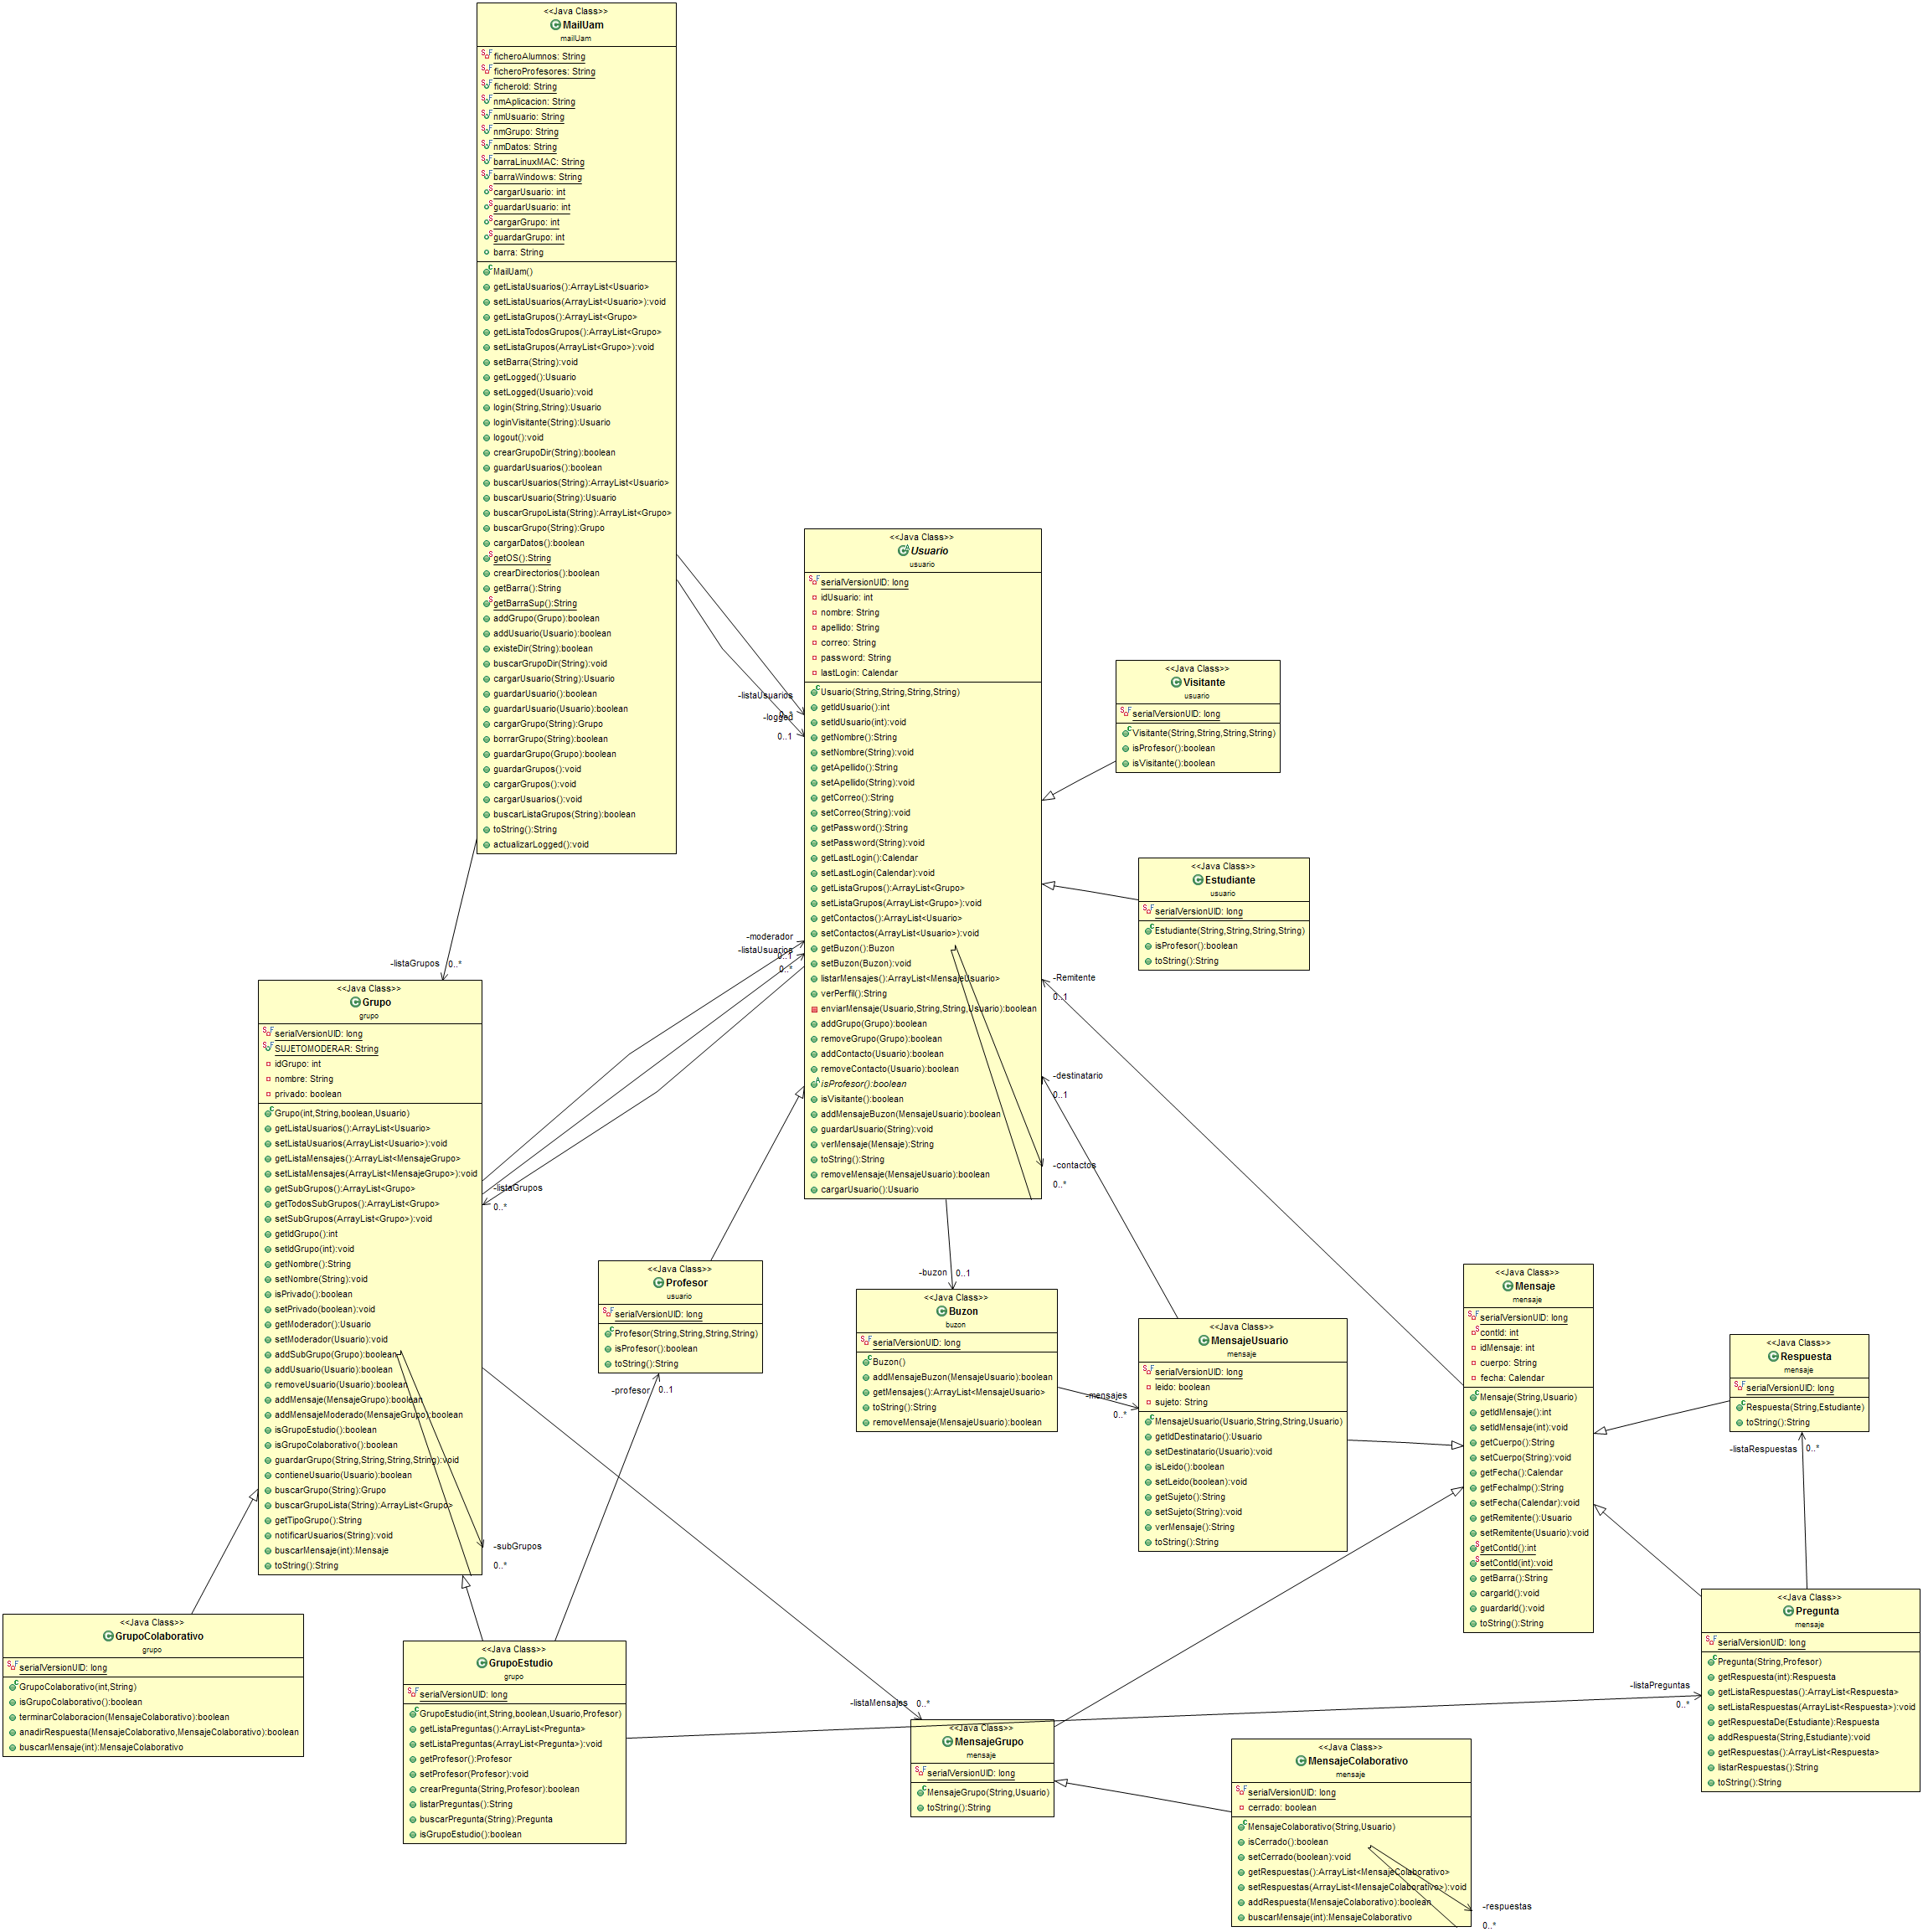 <<Java Class>>
MailUam
mailUam
ficheroAlumnos: String
ficheroProfesores: String
ficheroId: String
nmAplicacion: String
nmUsuario: String
nmGrupo: String
nmDatos: String
barraLinuxMAC: String
barraWindows: String
cargarUsuario: int
guardarUsuario: int
cargarGrupo: int
guardarGrupo: int
barra: String
MailUam()
getListaUsuarios():ArrayList<Usuario>
setListaUsuarios(ArrayList<Usuario>):void
getListaGrupos():ArrayList<Grupo>
getListaTodosGrupos():ArrayList<Grupo>
setListaGrupos(ArrayList<Grupo>):void
setBarra(String):void
getLogged():Usuario
setLogged(Usuario):void
login(String,String):Usuario
loginVisitante(String):Usuario
logout():void
crearGrupoDir(String):boolean
guardarUsuarios():boolean
buscarUsuarios(String):ArrayList<Usuario>
buscarUsuario(String):Usuario
buscarGrupoLista(String):ArrayList<Grupo>
buscarGrupo(String):Grupo
cargarDatos():boolean
getOS():String
crearDirectorios():boolean
getBarra():String
getBarraSup():String
addGrupo(Grupo):boolean
addUsuario(Usuario):boolean
existeDir(String):boolean
buscarGrupoDir(String):void
cargarUsuario(String):Usuario
guardarUsuario():boolean
guardarUsuario(Usuario):boolean
cargarGrupo(String):Grupo
borrarGrupo(String):boolean
guardarGrupo(Grupo):boolean
guardarGrupos():void
cargarGrupos():void
cargarUsuarios():void
buscarListaGrupos(String):boolean
toString():String
actualizarLogged():void
-listaUsuarios
0..*
-logged
0..1
-listaGrupos 0..*
<<Java Class>>
Usuario
usuario
serialVersionUID: long
idUsuario: int
nombre: String
apellido: String
correo: String
password: String
lastLogin: Calendar
Usuario(String,String,String,String)
getIdUsuario():int
setIdUsuario(int):void
getNombre():String
setNombre(String):void
getApellido():String
setApellido(String):void
getCorreo():String
setCorreo(String):void
getPassword():String
setPassword(String):void
getLastLogin():Calendar
setLastLogin(Calendar):void
getListaGrupos():ArrayList<Grupo>
setListaGrupos(ArrayList<Grupo>):void
getContactos():ArrayList<Usuario>
setContactos(ArrayList<Usuario>):void
getBuzon():Buzon
setBuzon(Buzon):void
listarMensajes():ArrayList<MensajeUsuario>
verPerfil():String
enviarMensaje(Usuario,String,String,Usuario):boolean
addGrupo(Grupo):boolean
removeGrupo(Grupo):boolean
addContacto(Usuario):boolean
removeContacto(Usuario):boolean
isProfesor():boolean
isVisitante():boolean
addMensajeBuzon(MensajeUsuario):boolean
guardarUsuario(String):void
verMensaje(Mensaje):String
toString():String
removeMensaje(MensajeUsuario):boolean
cargarUsuario():Usuario
<<Java Class>>
Visitante
usuario
serialVersionUID: long
Visitante(String,String,String,String)
isProfesor():boolean
isVisitante():boolean
<<Java Class>>
Estudiante
usuario
serialVersionUID: long
Estudiante(String,String,String,String)
isProfesor():boolean
toString():String
-moderador
0..1
-listaUsuarios
0..*
-Remitente
0..1
-destinatario
0..1
-contactos
0..*
-listaGrupos
0..*
<<Java Class>>
Grupo
grupo
serialVersionUID: long
SUJETOMODERAR: String
idGrupo: int
nombre: String
privado: boolean
Grupo(int,String,boolean,Usuario)
getListaUsuarios():ArrayList<Usuario>
setListaUsuarios(ArrayList<Usuario>):void
getListaMensajes():ArrayList<MensajeGrupo>
setListaMensajes(ArrayList<MensajeGrupo>):void
getSubGrupos():ArrayList<Grupo>
getTodosSubGrupos():ArrayList<Grupo>
setSubGrupos(ArrayList<Grupo>):void
getIdGrupo():int
setIdGrupo(int):void
getNombre():String
setNombre(String):void
isPrivado():boolean
setPrivado(boolean):void
getModerador():Usuario
setModerador(Usuario):void
addSubGrupo(Grupo):boolean
addUsuario(Usuario):boolean
removeUsuario(Usuario):boolean
addMensaje(MensajeGrupo):boolean
addMensajeModerado(MensajeGrupo):boolean
isGrupoEstudio():boolean
isGrupoColaborativo():boolean
guardarGrupo(String,String,String,String):void
contieneUsuario(Usuario):boolean
buscarGrupo(String):Grupo
buscarGrupoLista(String):ArrayList<Grupo>
getTipoGrupo():String
notificarUsuarios(String):void
buscarMensaje(int):Mensaje
toString():String
-subGrupos
0..*
<<Java Class>>
Profesor
usuario
serialVersionUID: long
Profesor(String,String,String,String)
isProfesor():boolean
toString():String
-profesor 0..1
-buzon 0..1
<<Java Class>>
Buzon
buzon
serialVersionUID: long
Buzon()
addMensajeBuzon(MensajeUsuario):boolean
getMensajes():ArrayList<MensajeUsuario>
toString():String
removeMensaje(MensajeUsuario):boolean
-mensajes
0..*
<<Java Class>>
MensajeUsuario
mensaje
serialVersionUID: long
leido: boolean
sujeto: String
MensajeUsuario(Usuario,String,String,Usuario)
getIdDestinatario():Usuario
setDestinatario(Usuario):void
isLeido():boolean
setLeido(boolean):void
getSujeto():String
setSujeto(String):void
verMensaje():String
toString():String
<<Java Class>>
Mensaje
mensaje
serialVersionUID: long
contId: int
idMensaje: int
cuerpo: String
fecha: Calendar
Mensaje(String,Usuario)
getIdMensaje():int
setIdMensaje(int):void
getCuerpo():String
setCuerpo(String):void
getFecha():Calendar
getFechaImp():String
setFecha(Calendar):void
getRemitente():Usuario
setRemitente(Usuario):void
getContId():int
setContId(int):void
getBarra():String
cargarId():void
guardarId():void
toString():String
<<Java Class>>
Respuesta
mensaje
serialVersionUID: long
Respuesta(String,Estudiante)
toString():String
-listaRespuestas 0..*
<<Java Class>>
Pregunta
mensaje
serialVersionUID: long
Pregunta(String,Profesor)
getRespuesta(int):Respuesta
getListaRespuestas():ArrayList<Respuesta>
setListaRespuestas(ArrayList<Respuesta>):void
getRespuestaDe(Estudiante):Respuesta
addRespuesta(String,Estudiante):void
getRespuestas():ArrayList<Respuesta>
listarRespuestas():String
toString():String
<<Java Class>>
GrupoColaborativo
grupo
serialVersionUID: long
GrupoColaborativo(int,String)
isGrupoColaborativo():boolean
terminarColaboracion(MensajeColaborativo):boolean
anadirRespuesta(MensajeColaborativo,MensajeColaborativo):boolean
buscarMensaje(int):MensajeColaborativo
<<Java Class>>
GrupoEstudio
grupo
serialVersionUID: long
GrupoEstudio(int,String,boolean,Usuario,Profesor)
getListaPreguntas():ArrayList<Pregunta>
setListaPreguntas(ArrayList<Pregunta>):void
getProfesor():Profesor
setProfesor(Profesor):void
crearPregunta(String,Profesor):boolean
listarPreguntas():String
buscarPregunta(String):Pregunta
isGrupoEstudio():boolean
-listaMensajes 0..*
-listaPreguntas
0..*
<<Java Class>>
MensajeGrupo
mensaje
serialVersionUID: long
MensajeGrupo(String,Usuario)
toString():String
<<Java Class>>
MensajeColaborativo
mensaje
serialVersionUID: long
cerrado: boolean
MensajeColaborativo(String,Usuario)
isCerrado():boolean
setCerrado(boolean):void
getRespuestas():ArrayList<MensajeColaborativo>
setRespuestas(ArrayList<MensajeColaborativo>):void
addRespuesta(MensajeColaborativo):boolean
buscarMensaje(int):MensajeColaborativo
-respuestas
0..*